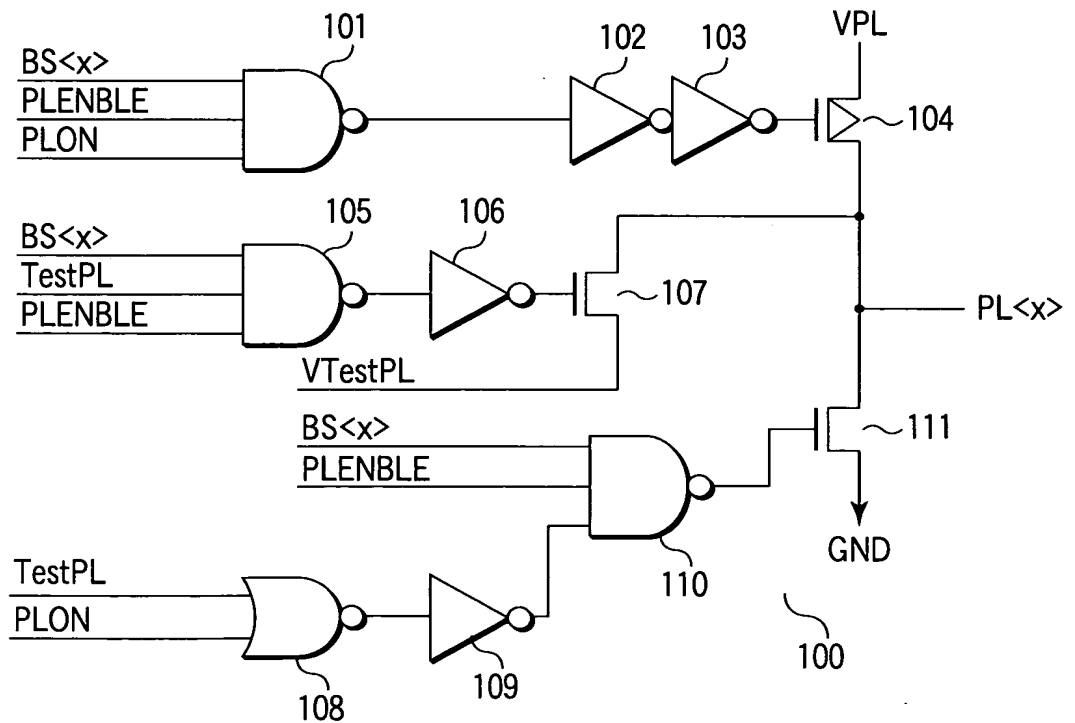 101
102
103
VPL
BS<x>
PLENBLE
PLON
104
105
106
BS<x>
TestPL
PLENBLE
107
PL<x>
VTestPL
BS<x>
PLENBLE
111
110
GND
TestPL
PLON
108
109
100